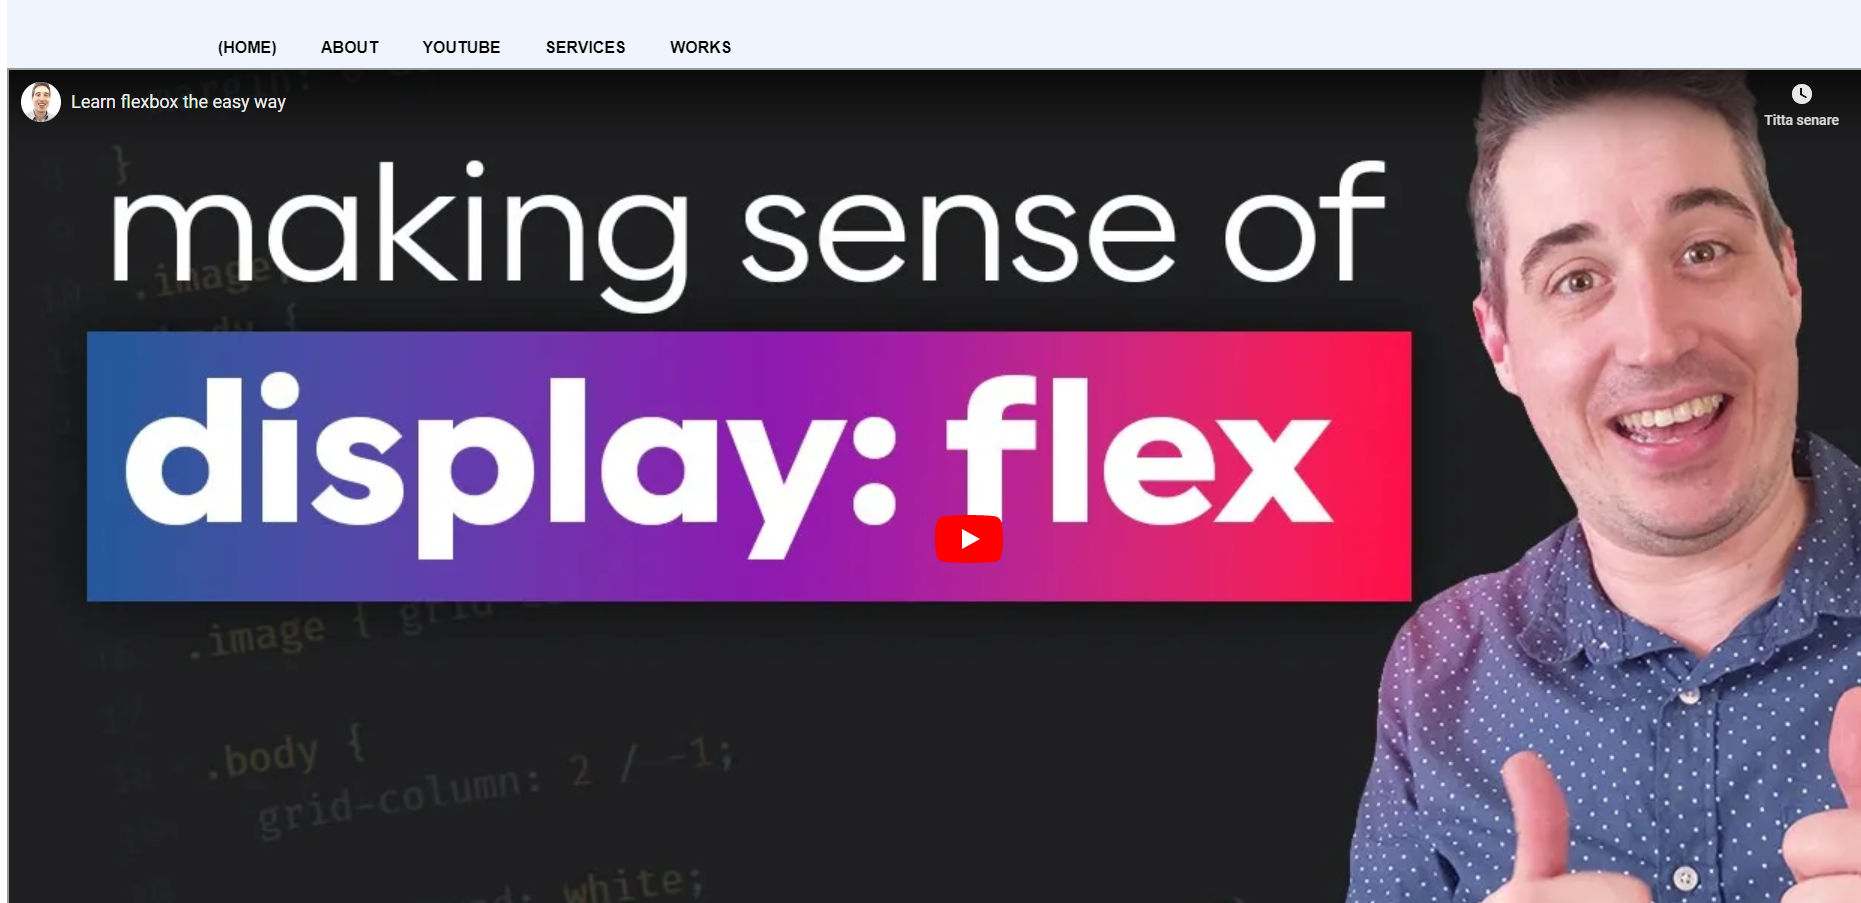 (HOME) ABOUT YOUTUBE SERVICES WORKS
Learn flexbox the easy way
Titta senare
making sense of
display: flex
.image
body {
.image { grid
.body {
grid-column: 2 / -1;
white;